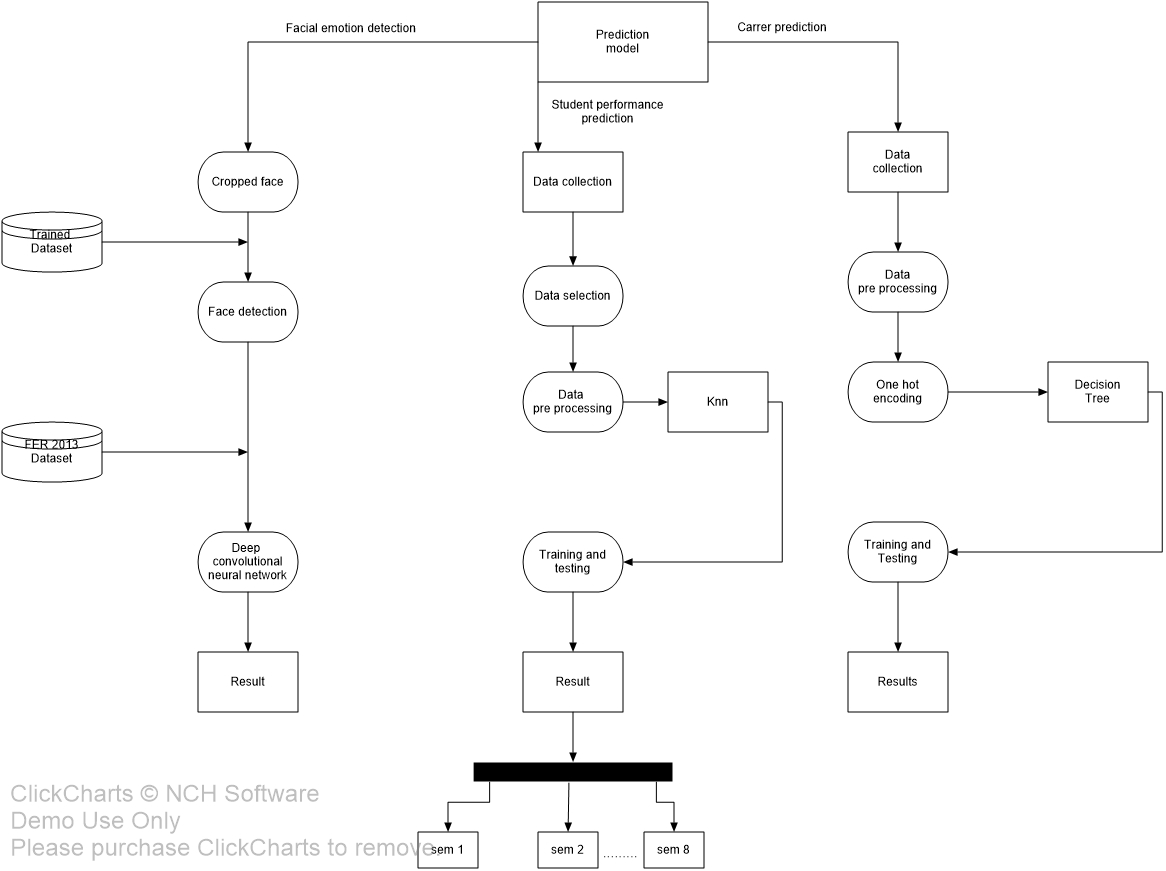 Facial emotion detection
Prediction
model
Carrer prediction
Student performance
prediction
Cropped face
Data collection
Data
collection
Trained
Dataset
Face detection
Data selection
Data
pre processing
Data
pre processing
Knn
One hot
encoding
Decision
Tree
FER 2013
Dataset
Deep
convolutional
neural network
Training and
testing
Training and
Testing
Result
Result
Results
ClickCharts © NCH Software
Demo Use Only
Please purchase ClickCharts to remove.
sem 1
sem 2
.........
sem 8